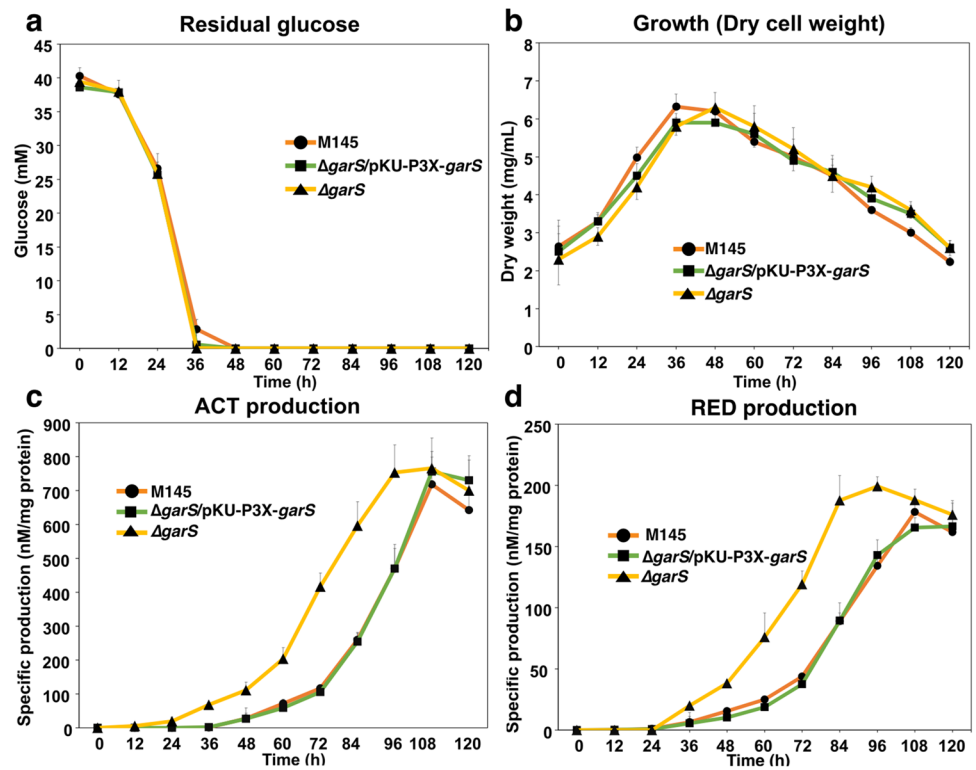 a
Residual glucose
45
40
35
30
25
20
15
10
5
0
Glucose (mM)
M145
ΔgarS/pKU-P3X-garS
ΔgarS
0 12 24 36 48 60 72 84 96 108 120
Time (h)
b
Growth (Dry cell weight)
8
7
6
5
4
3
2
1
0
Dry weight (mg/mL)
M145
ΔgarS/pKU-P3X-garS
ΔgarS
0 12 24 36 48 60 72 84 96 108 120
Time (h)
c
ACT production
900
800
700
600
500
400
300
200
100
0
Specific production (nM/mg protein)
M145
ΔgarS/pKU-P3X-garS
ΔgarS
0 12 24 36 48 60 72 84 96 108 120
Time (h)
d
RED production
250
200
150
100
50
0
Specific production (nM/mg protein)
M145
ΔgarS/pKU-P3X-garS
ΔgarS
0 12 24 36 48 60 72 84 96 108 120
Time (h)